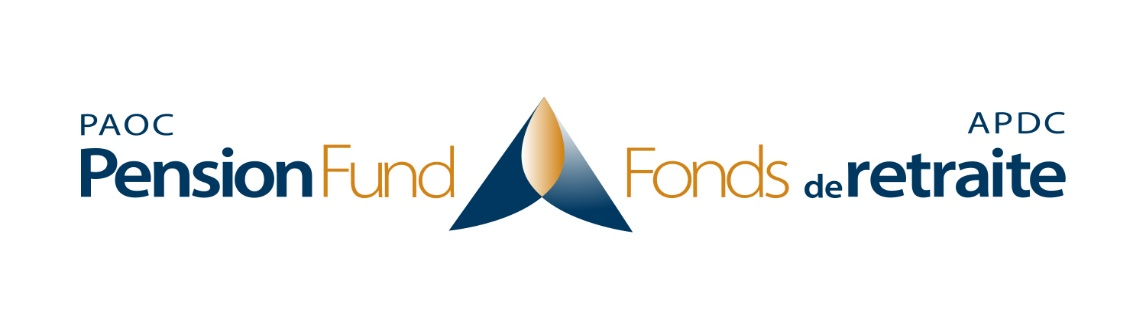 PAOC
Pension Fund
APDC
Fonds de retraite